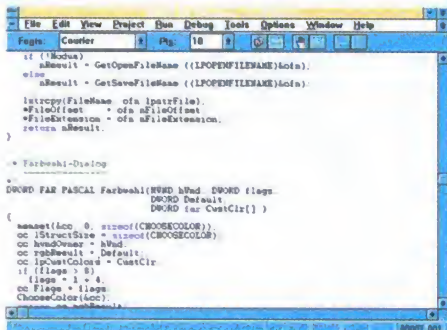 File Edit View Project Run Debug Tools Options Window Help
Fonts: Courier Pts: 10
if (!Modus)
nResult = GetOpenFileName ((LPOPENFILENAME)&ofn);
else
nResult = GetSaveFileName ((LPOPENFILENAME)&ofn);
lstrcpy(FileName, ofn.lpstrFile);
*FileOffset = ofn.nFileOffset;
*FileExtension = ofn.nFileExtension;
return nResult;
}
* Farbwahl-Dialog
*
DWORD FAR PASCAL Farbwahl(HWND hWnd, DWORD flags,
DWORD Default,
DWORD far CustClr[] )
{
memset(&cc, 0, sizeof(CHOOSECOLOR));
cc.lStructSize = sizeof(CHOOSECOLOR);
cc.hwndOwner = hWnd;
cc.rgbResult = Default;
cc.lpCustColors = CustClr;
if (flags > 8)
flags = 1 + 4;
cc.Flags = flags;
ChooseColor(&cc);